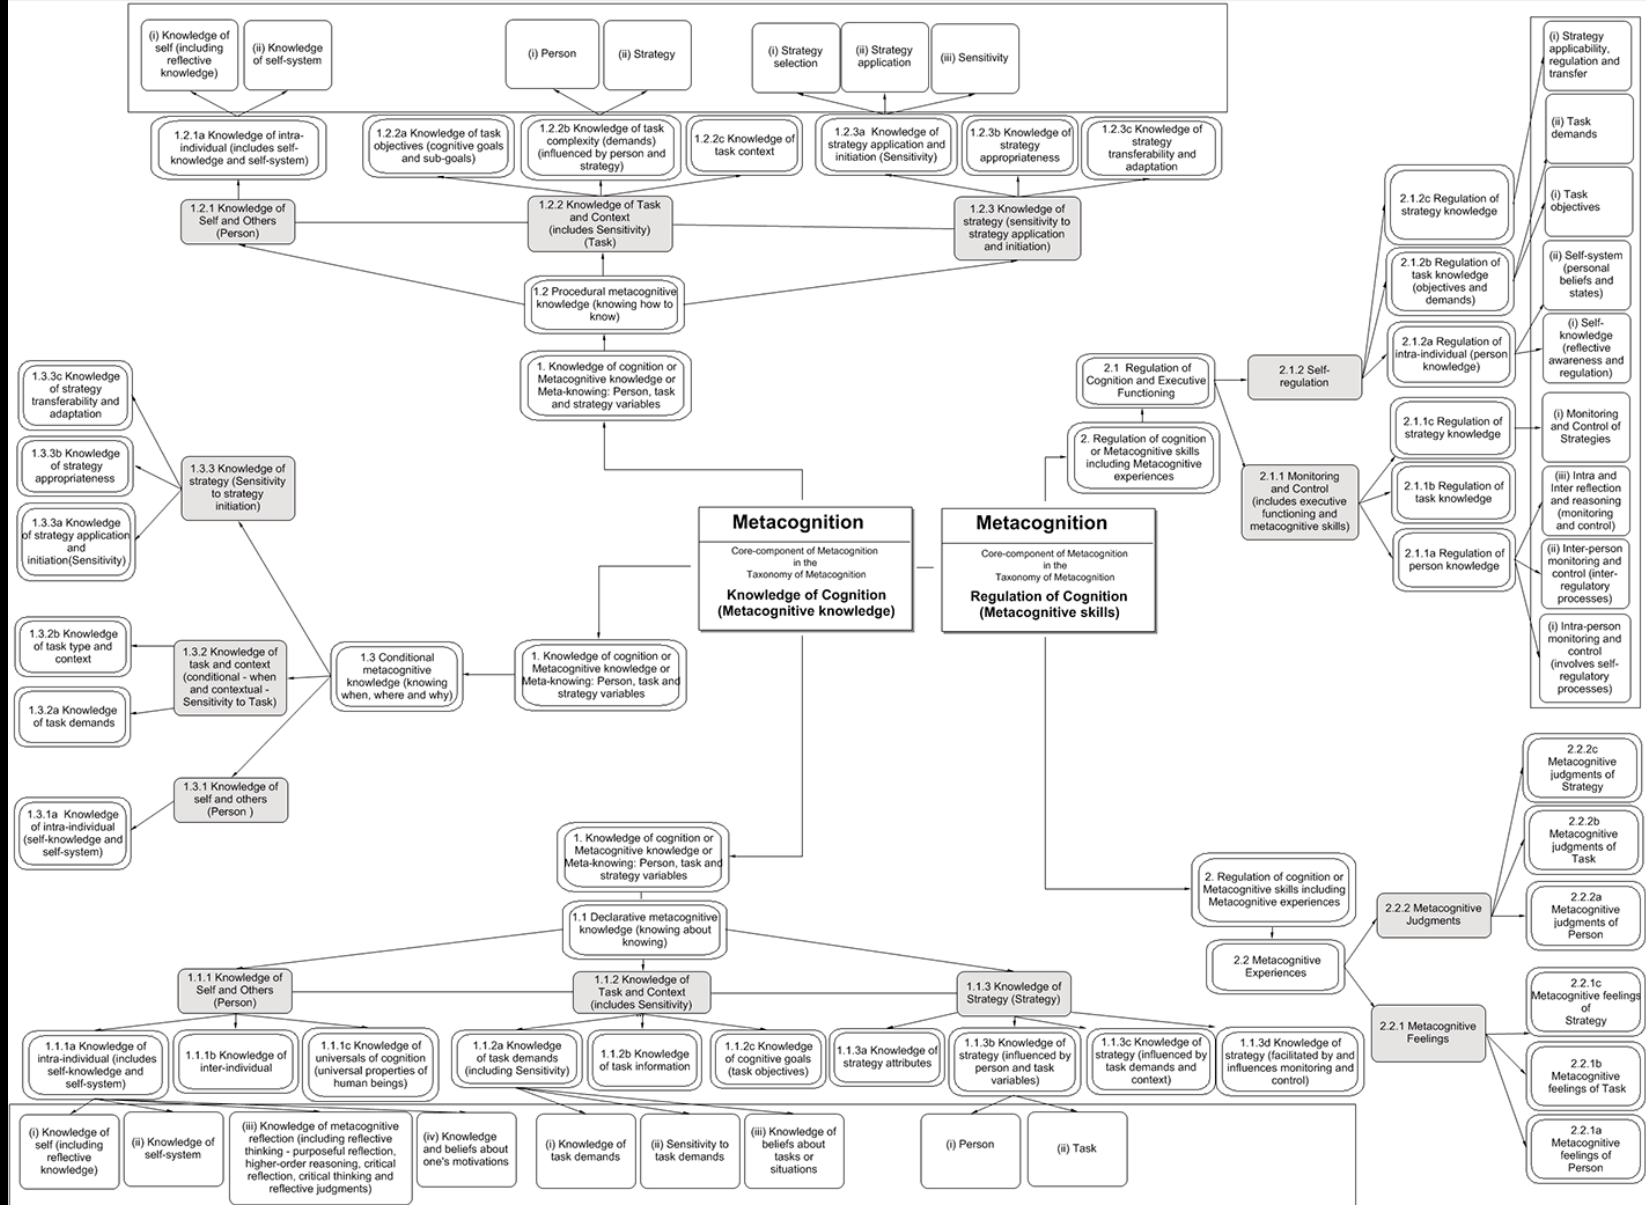 (i) Knowledge of
self (including
reflective
knowledge)
(ii) Knowledge
of self-system
(i) Person
(ii) Strategy
(i) Strategy
selection
(ii) Strategy
application
(iii) Sensitivity
1.2.1a Knowledge of intra-
individual (includes self-
knowledge and self-system)
1.2.2a Knowledge of task
objectives (cognitive goals
and sub-goals)
1.2.2b Knowledge of task
complexity (demands)
(influenced by person and
strategy)
1.2.2c Knowledge of
task context
1.2.3a Knowledge of
strategy application and
initiation (Sensitivity)
1.2.3b Knowledge of
strategy
appropriateness
1.2.3c Knowledge of
strategy
transferability and
adaptation
1.2.1 Knowledge of
Self and Others
(Person)
1.2.2 Knowledge of Task
and Context
(includes Sensitivity)
(Task)
1.2.3 Knowledge of
strategy (sensitivity to
strategy application
and initiation)
1.2 Procedural metacognitive
knowledge (knowing how to
know)
1. Knowledge of cognition or
Metacognitive knowledge or
Meta-knowing: Person, task
and strategy variables
1.3.3c Knowledge
of strategy
transferability and
adaptation
1.3.3b Knowledge
of strategy
appropriateness
1.3.3a Knowledge
of strategy application
and
initiation(Sensitivity)
1.3.3 Knowledge of
strategy (Sensitivity
to strategy
initiation)
1.3.2b Knowledge
of task type and
context
1.3.2a Knowledge
of task demands
1.3.2 Knowledge of
task and context
(conditional - when
and contextual -
Sensitivity to Task)
1.3.1 Knowledge of
self and others
(Person )
1.3.1a Knowledge
of intra-individual
(self-knowledge and
self-system)
1.3 Conditional
metacognitive
knowledge (knowing
when, where and why)
1. Knowledge of cognition or
Metacognitive knowledge or
Meta-knowing: Person, task and
strategy variables
Metacognition
Core-component of Metacognition
in the
Taxonomy of Metacognition
Knowledge of Cognition
(Metacognitive knowledge)
Metacognition
Core-component of Metacognition
in the
Taxonomy of Metacognition
Regulation of Cognition
(Metacognitive skills)
2.1 Regulation of
Cognition and Executive
Functioning
2. Regulation of cognition
or Metacognitive skills
including Metacognitive
experiences
2.1.2 Self-
regulation
2.1.1 Monitoring
and Control
(includes executive
functioning and
metacognitive skills)
2.1.2c Regulation of
strategy knowledge
2.1.2b Regulation of
task knowledge
(objectives and
demands)
2.1.2a Regulation of
intra-individual (person
knowledge)
2.1.1c Regulation of
strategy knowledge
2.1.1b Regulation of
task knowledge
2.1.1a Regulation of
person knowledge
(i) Strategy
applicability,
regulation and
transfer
(ii) Task
demands
(i) Task
objectives
(ii) Self-system
(personal
beliefs and
states)
(i) Self-
knowledge
(reflective
awareness and
regulation)
(i) Monitoring
and Control of
Strategies
(iii) Intra and
Inter reflection
and reasoning
(monitoring
and control)
(ii) Inter-person
monitoring and
control (inter-
regulatory
processes)
(i) Intra-person
monitoring and
control
(involves self-
regulatory
processes)
1. Knowledge of cognition or
Metacognitive knowledge or
Meta-knowing: Person, task and
strategy variables
1.1 Declarative metacognitive
knowledge (knowing about
knowing)
1.1.1 Knowledge of
Self and Others
(Person)
1.1.2 Knowledge of
Task and Context
(includes Sensitivity)
1.1.3 Knowledge of
Strategy (Strategy)
1.1.1a Knowledge of
intra-individual (includes
self-knowledge and
self-system)
1.1.1b Knowledge of
inter-individual
1.1.1c Knowledge of
universals of cognition
(universal properties of
human beings)
1.1.2a Knowledge
of task demands
(including Sensitivity)
1.1.2b Knowledge
of task information
1.1.2c Knowledge
of cognitive goals
(task objectives)
1.1.3a Knowledge of
strategy attributes
1.1.3b Knowledge of
strategy (influenced by
person and task
variables)
1.1.3c Knowledge of
strategy (influenced by
task demands and
context)
1.1.3d Knowledge of
strategy (facilitated by and
influences monitoring and
control)
(i) Knowledge of
self (including
reflective
knowledge)
(ii) Knowledge of
self-system
(iii) Knowledge of metacognitive
reflection (including reflective
thinking - purposeful reflection,
higher-order reasoning, critical
reflection, critical thinking and
reflective judgments)
(iv) Knowledge
and beliefs about
one's motivations
(i) Knowledge of
task demands
(ii) Sensitivity to
task demands
(iii) Knowledge of
beliefs about
tasks or
situations
(i) Person
(ii) Task
2. Regulation of cognition or
Metacognitive skills including
Metacognitive experiences
2.2 Metacognitive
Experiences
2.2.2 Metacognitive
Judgments
2.2.1 Metacognitive
Feelings
2.2.2c
Metacognitive
judgments of
Strategy
2.2.2b
Metacognitive
judgments of
Task
2.2.2a
Metacognitive
judgments of
Person
2.2.1c
Metacognitive feelings
of
Strategy
2.2.1b
Metacognitive
feelings of Task
2.2.1a
Metacognitive
feelings of
Person